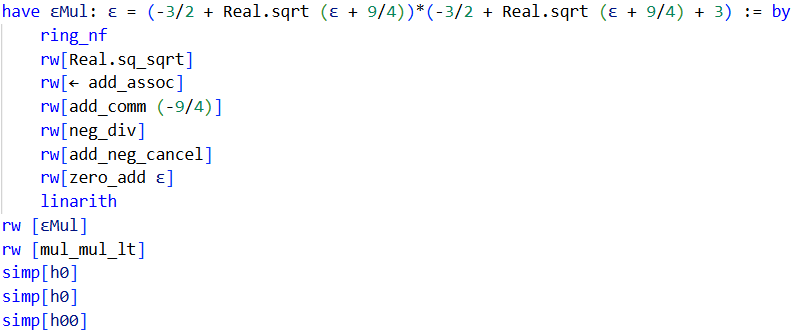 have εMul: ε = (-3/2 + Real.sqrt (ε + 9/4))*(-3/2 + Real.sqrt (ε + 9/4) + 3) := by
ring_nf
rw[Real.sq_sqrt]
rw[← add_assoc]
rw[add_comm (-9/4)]
rw[neg_div]
rw[add_neg_cancel]
rw[zero_add ε]
linarith
rw [εMul]
rw [mul_mul_lt]
simp[h0]
simp[h0]
simp[h00]